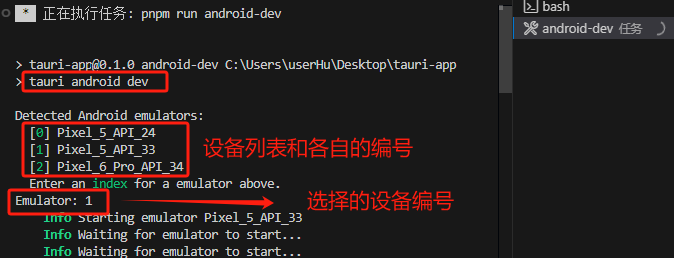 * 正在执行任务: pnpm run android-dev
> tauri-app@0.1.0 android-dev C:\Users\userHu\Desktop\tauri-app
> tauri android dev
Detected Android emulators:
[0] Pixel_5_API_24
[1] Pixel_5_API_33
[2] Pixel_6_Pro_API_34
设备列表和各自的编号
Enter an index for a emulator above.
Emulator: 1
选择的设备编号
Info Starting emulator Pixel_5_API_33
Info Waiting for emulator to start...
Info Waiting for emulator to start...
bash
android-dev 任务